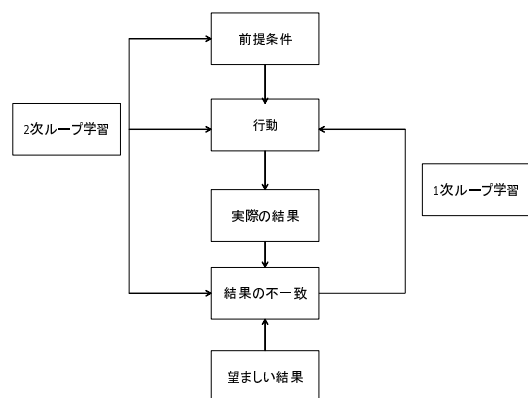 前提条件
2次ループ学習
行動
1次ループ学習
実際の結果
結果の不一致
望ましい結果